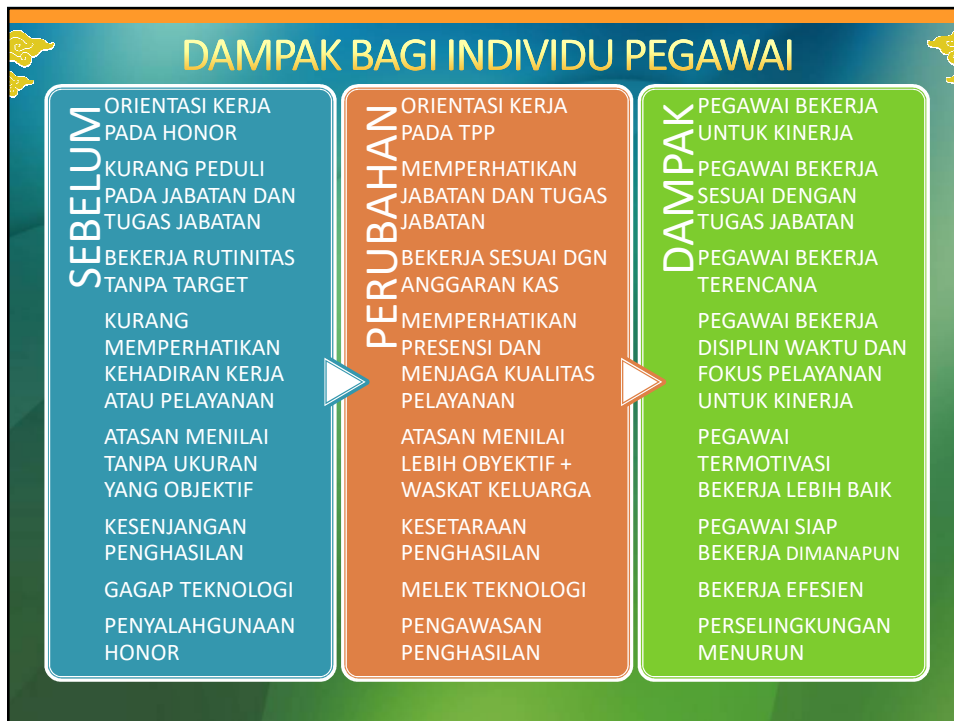 DAMPAK BAGI INDIVIDU PEGAWAI
SEBELUM
ORIENTASI KERJA
PADA HONOR
KURANG PEDULI
PADA JABATAN DAN
TUGAS JABATAN
BEKERJA RUTINITAS
TANPA TARGET
KURANG
MEMPERHATIKAN
KEHADIRAN KERJA
ATAU PELAYANAN
ATASAN MENILAI
TANPA UKURAN
YANG OBJEKTIF
KESENJANGAN
PENGHASILAN
GAGAP TEKNOLOGI
PENYALAHGUNAAN
HONOR
PERUBAHAN
ORIENTASI KERJA
PADA TPP
MEMPERHATIKAN
JABATAN DAN TUGAS
JABATAN
BEKERJA SESUAI DGN
ANGGARAN KAS
MEMPERHATIKAN
PRESENSI DAN
MENJAGA KUALITAS
PELAYANAN
ATASAN MENILAI
LEBIH OBYEKTIF +
WASKAT KELUARGA
KESETARAAN
PENGHASILAN
MELEK TEKNOLOGI
PENGAWASAN
PENGHASILAN
DAMPAK
PEGAWAI BEKERJA
UNTUK KINERJA
PEGAWAI BEKERJA
SESUAI DENGAN
TUGAS JABATAN
PEGAWAI BEKERJA
TERENCANA
PEGAWAI BEKERJA
DISIPLIN WAKTU DAN
FOKUS PELAYANAN
UNTUK KINERJA
PEGAWAI
TERMOTIVASI
BEKERJA LEBIH BAIK
PEGAWAI SIAP
BEKERJA DIMANAPUN
BEKERJA EFESIEN
PERSELINGKUNGAN
MENURUN